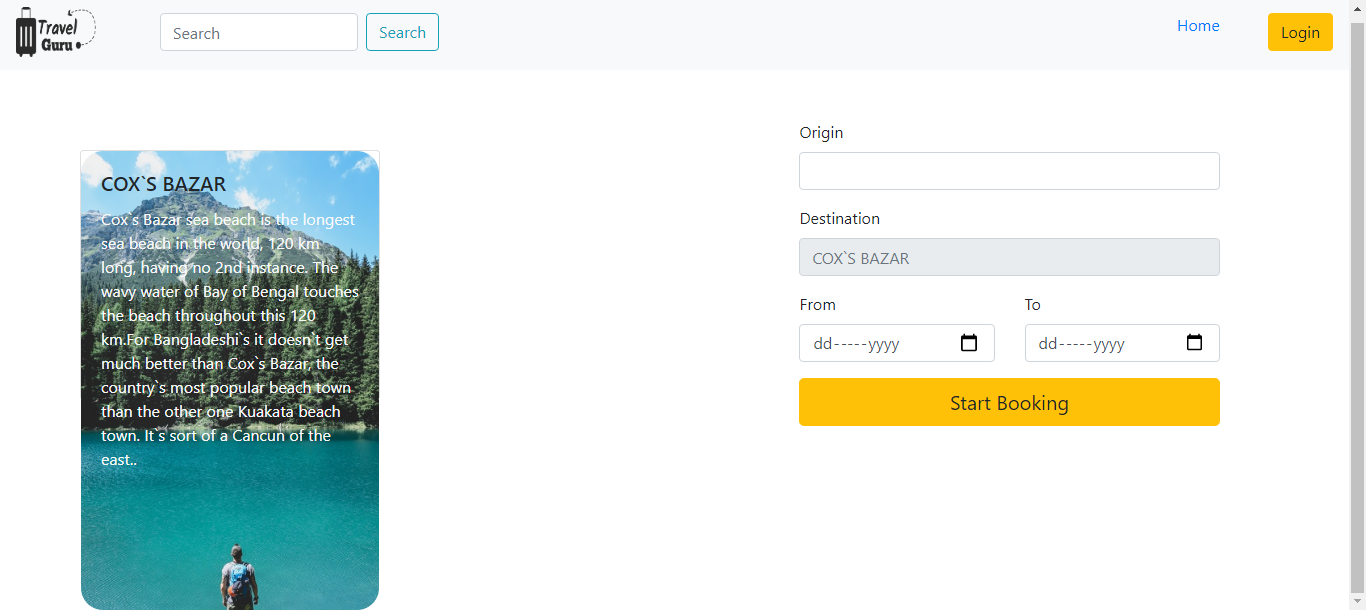 Travel
Guru
Search
Search
Home
Login
COX`S BAZAR
Cox`s Bazar sea beach is the longest
sea beach in the world, 120 km
long, having no 2nd instance. The
wavy water of Bay of Bengal touches
the beach throughout this 120
km.For Bangladeshi`s it doesn`t get
much better than Cox`s Bazar, the
country`s most popular beach town
than the other one Kuakata beach
town. It`s sort of a Cancun of the
east..
Origin
Destination
COX`S BAZAR
From
To
dd-----yyyy
dd-----yyyy
Start Booking